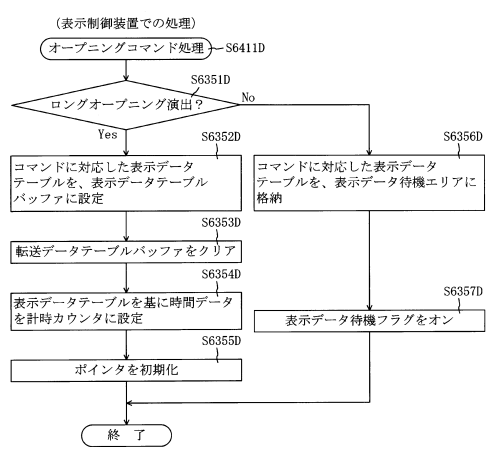 (表示制御装置での処理)
オープニングコマンド処理
S6411D
S6351D
ロングオープニング演出？
No
Yes
S6352D
コマンドに対応した表示データ
テーブルを、表示データテーブル
バッファに設定
S6356D
コマンドに対応した表示データ
テーブルを、表示データ待機エリアに
格納
S6353D
転送データテーブルバッファをクリア
S6354D
表示データテーブルを基に時間データ
を計時カウンタに設定
S6357D
表示データ待機フラグをオン
S6355D
ポインタを初期化
終 了